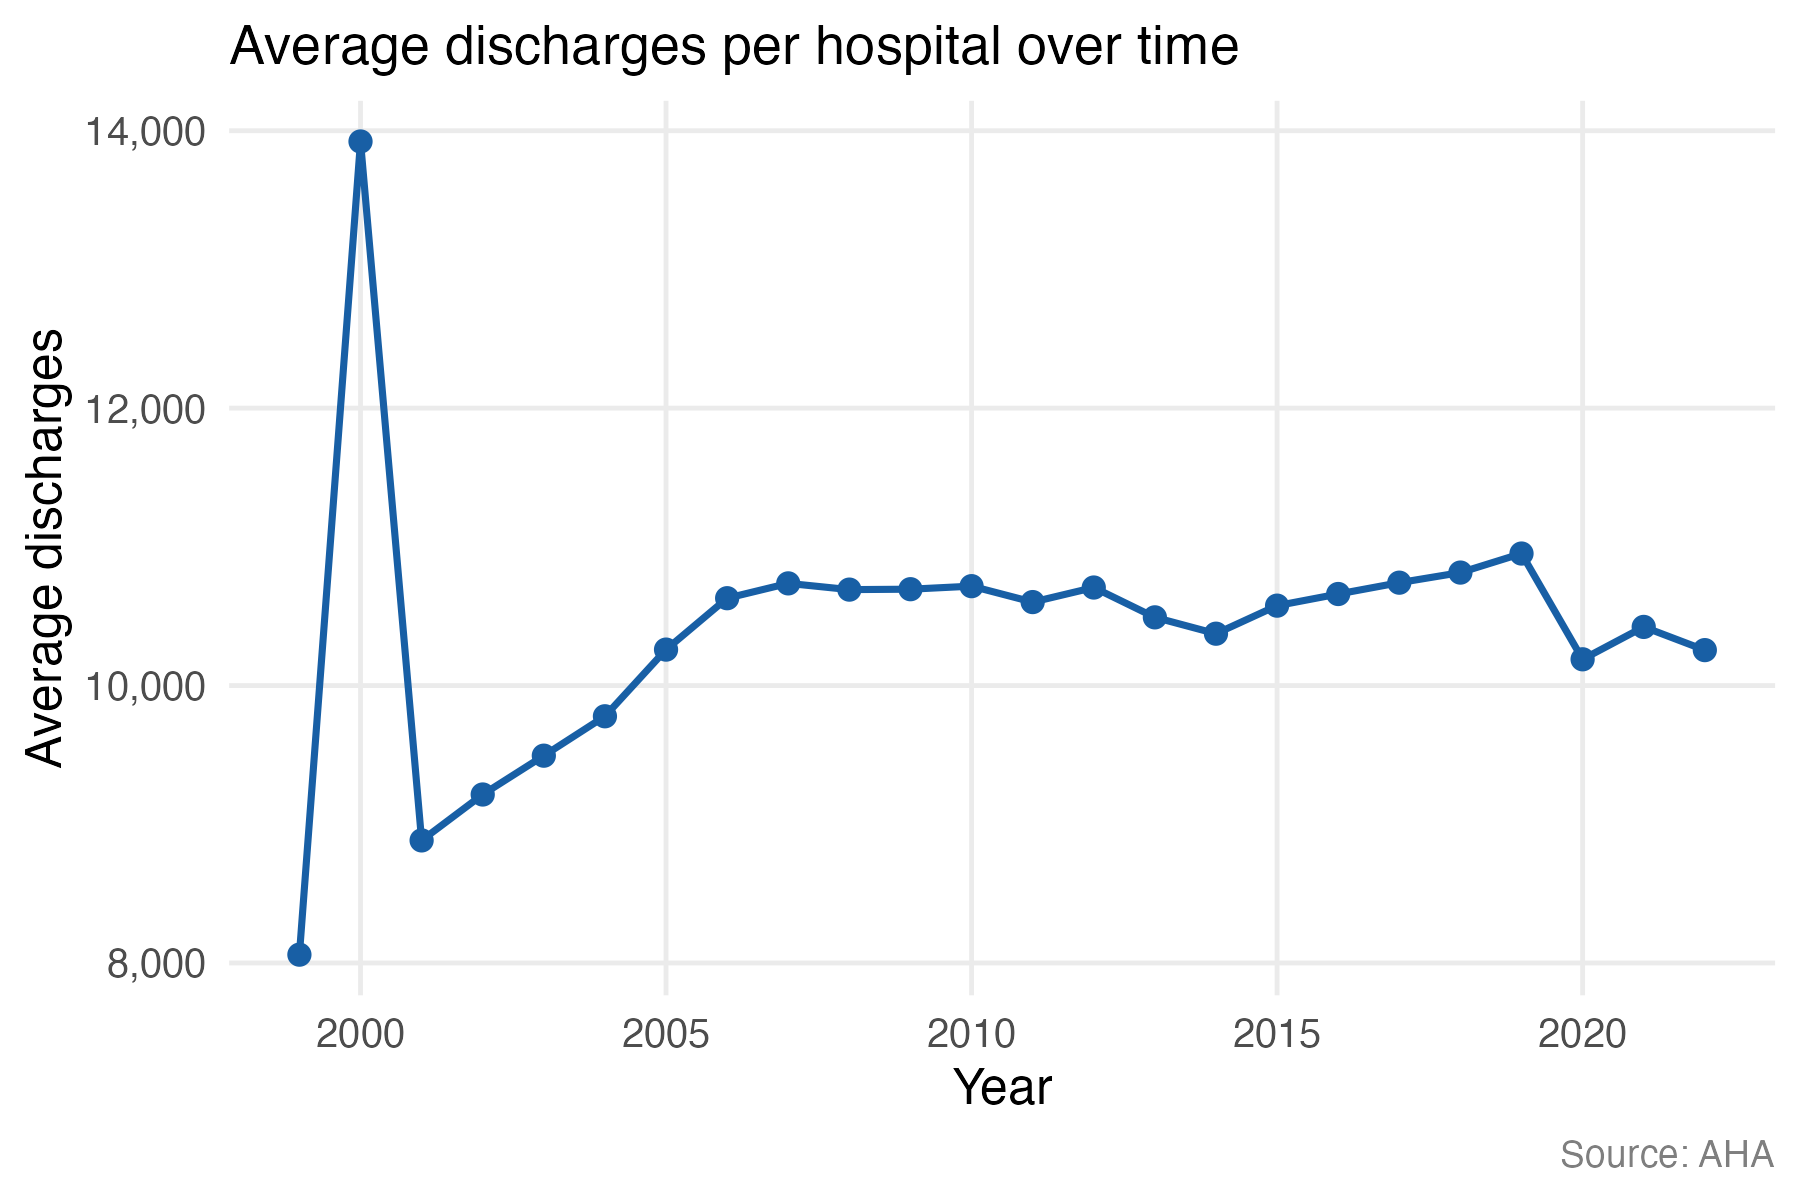 Average discharges per hospital over time
Average discharges
14,000
12,000
10,000
8,000
2000 2005 2010 2015 2020
Year
Source: AHA